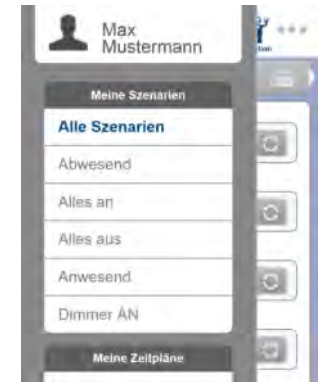 Max
Mustermann
Meine Szenarien
Alle Szenarien
Abwesend
Alles an
Alles aus
Anwesend
Dimmer AN
Meine Zeitpläne